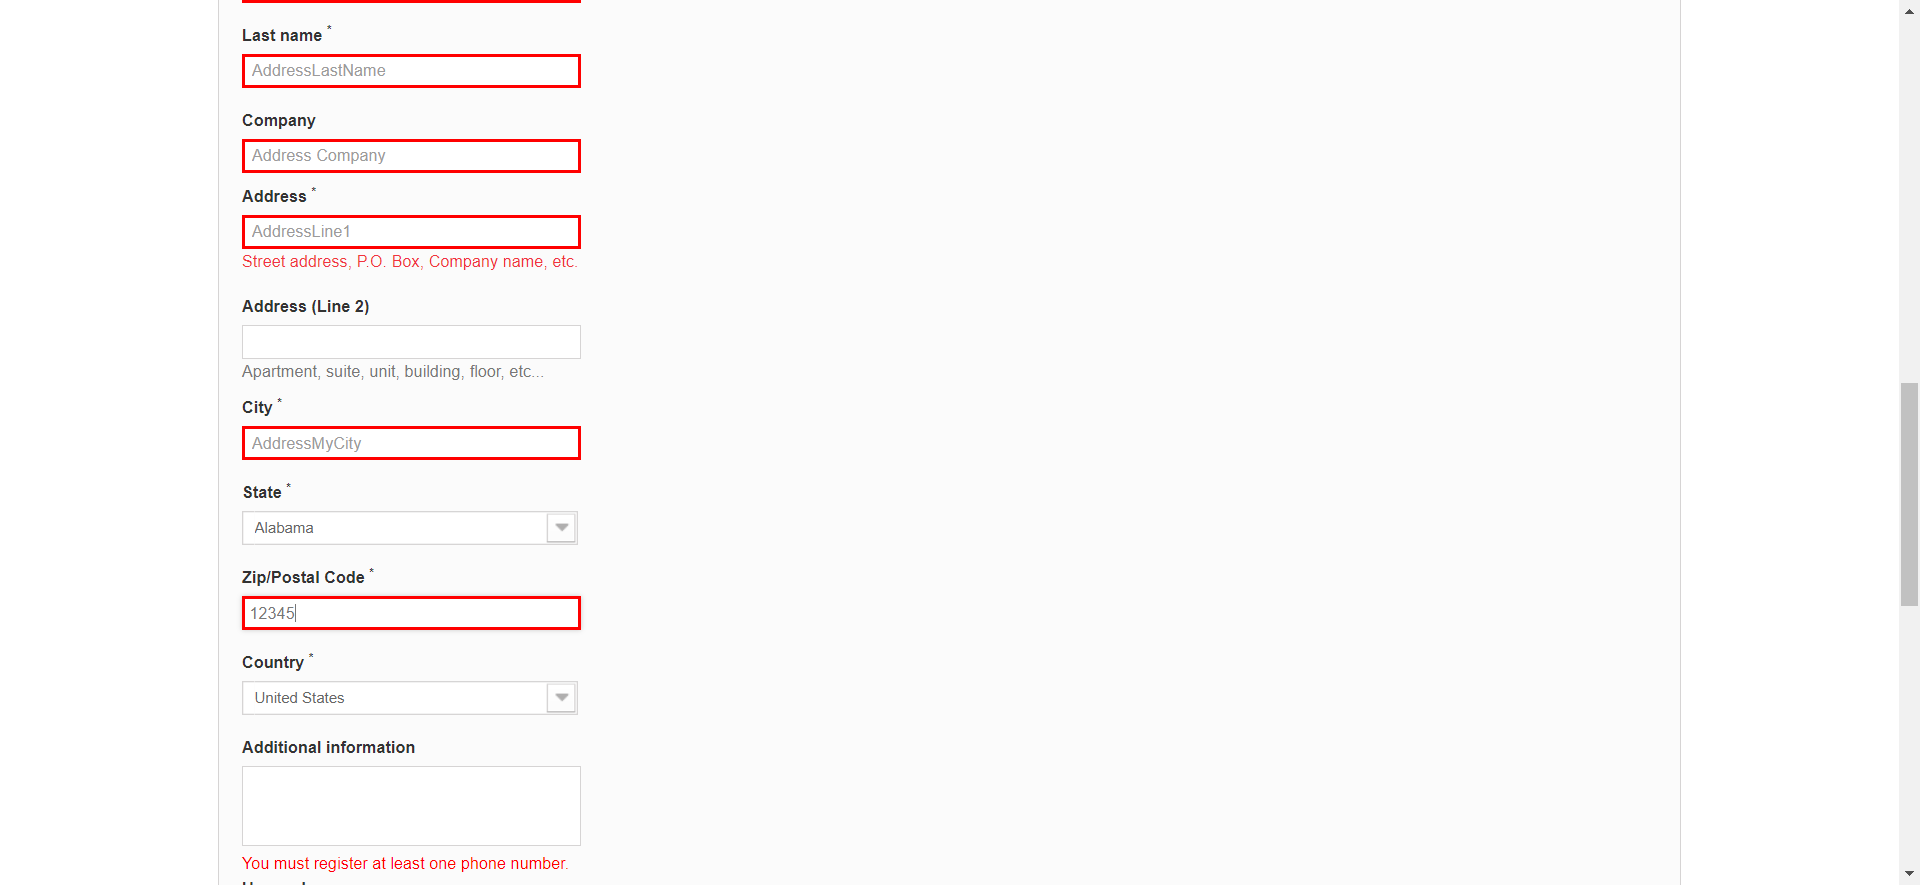 Last name *
AddressLastName
Company
Address Company
Address *
AddressLine1
Street address, P.O. Box, Company name, etc.
Address (Line 2)
Apartment, suite, unit, building, floor, etc...
City *
AddressMyCity
State *
Alabama
Zip/Postal Code *
12345
Country *
United States
Additional information
You must register at least one phone number.